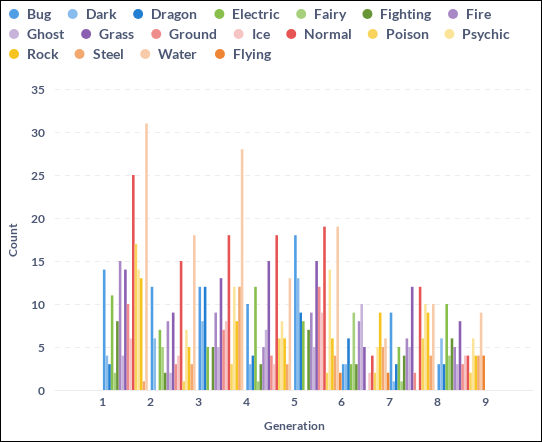 Bug Dark Dragon Electric Fairy Fighting Fire
Ghost Grass Ground Ice Normal Poison Psychic
Rock Steel Water Flying
35
30
25
20
15
10
5
0
Count
1 2 3 4 5 6 7 8 9
Generation